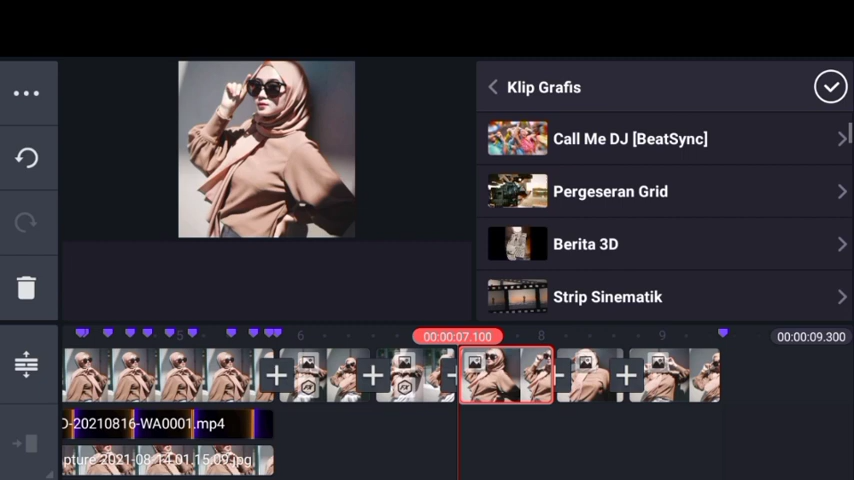 Klip Grafis
Call Me DJ [BeatSync]
Pergeseran Grid
Berita 3D
Strip Sinematik
5
6
00:00:07.100
8
9
00:00:09.300
D-20210816-WA0001.mp4
pture 2021-08-14 01.15.09.jpg